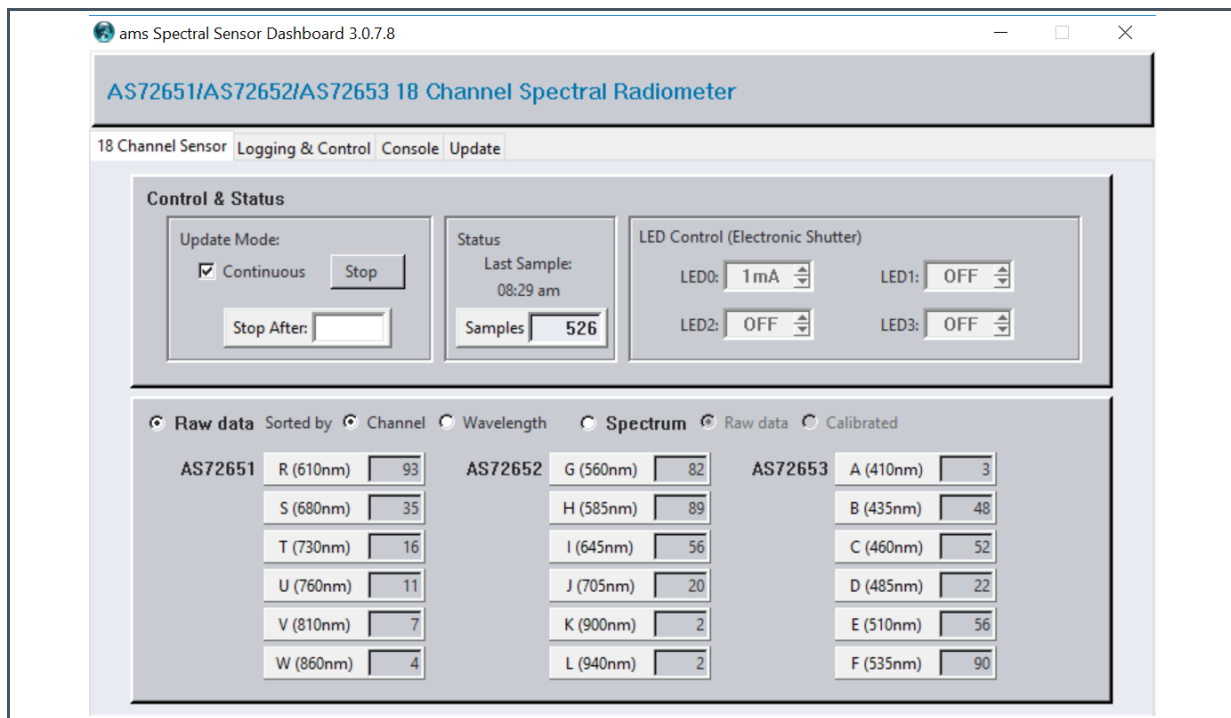 ams Spectral Sensor Dashboard 3.0.7.8
AS72651/AS72652/AS72653 18 Channel Spectral Radiometer
18 Channel Sensor Logging & Control Console Update
Control & Status
Update Mode:
Continuous Stop
Stop After:
Status
Last Sample:
08:29 am
Samples 526
LED Control (Electronic Shutter)
LED0: 1mA LED1: OFF
LED2: OFF LED3: OFF
Raw data Sorted by Channel Wavelength Spectrum Raw data Calibrated
AS72651 R (610nm) 93 AS72652 G (560nm) 82 AS72653 A (410nm) 3
S (680nm) 35 H (585nm) 89 B (435nm) 48
T (730nm) 16 I (645nm) 56 C (460nm) 52
U (760nm) 11 J (705nm) 20 D (485nm) 22
V (810nm) 7 K (900nm) 2 E (510nm) 56
W (860nm) 4 L (940nm) 2 F (535nm) 90